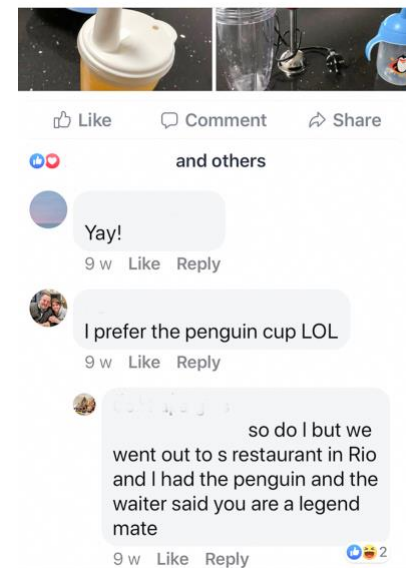 Like Comment Share
and others
Yay!
9 w Like Reply
I prefer the penguin cup LOL
9 w Like Reply
so do I but we
went out to s restaurant in Rio
and I had the penguin and the
waiter said you are a legend
mate
9 w Like Reply 2